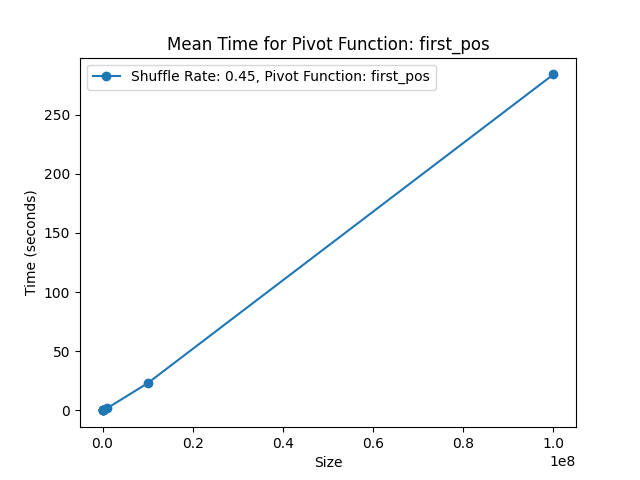 Mean Time for Pivot Function: first_pos
Shuffle Rate: 0.45, Pivot Function: first_pos
250
200
150
100
50
0
Time (seconds)
0.0 0.2 0.4 0.6 0.8 1.0
1e8
Size